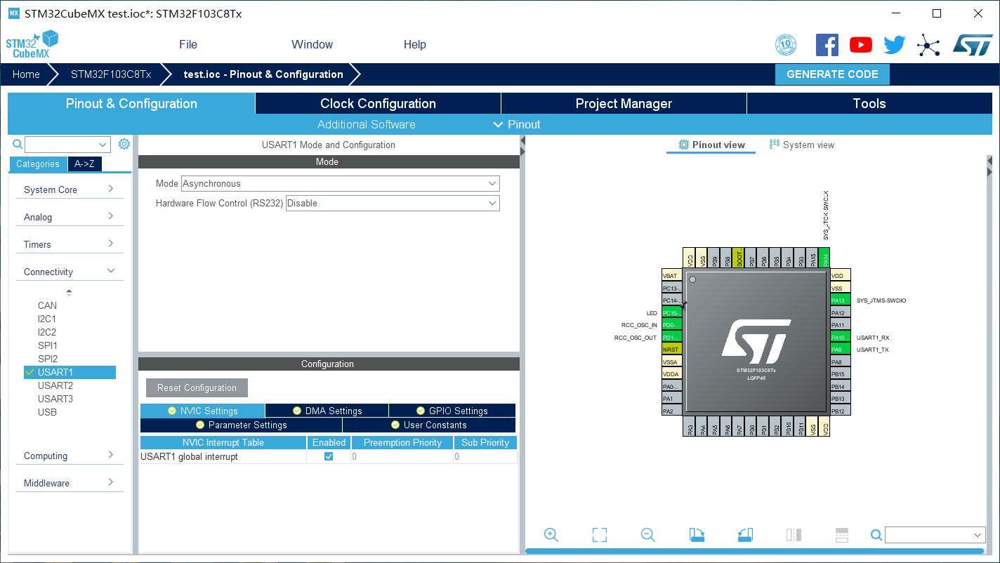 MX STM32CubeMX test.ioc*: STM32F103C8Tx
STM32
CubeMX
File Window Help
10
Home STM32F103C8Tx test.ioc - Pinout & Configuration GENERATE CODE
Pinout & Configuration Clock Configuration Project Manager Tools
Additional Software Pinout
Categories A->Z
System Core
Analog
Timers
Connectivity
CAN
I2C1
I2C2
SPI1
SPI2
USART1
USART2
USART3
USB
Computing
Middleware
USART1 Mode and Configuration
Mode
Mode Asynchronous
Hardware Flow Control (RS232) Disable
Configuration
Reset Configuration
NVIC Settings DMA Settings GPIO Settings
Parameter Settings User Constants
NVIC Interrupt Table Enabled Preemption Priority Sub Priority
USART1 global interrupt 0 0
Pinout view System view
SYS_JTCK-SWCLK
VDD VSS PB9 PB8 BOOT.. PB7 PB6 PB5 PB4 PB3 PA15 PA14
VBAT
PC13-..
PC14-..
LED PC15-..
RCC_OSC_IN PD0-..
RCC_OSC_OUT PD1-..
NRST
VSSA
VDDA
PA0-..
PA1
PA2
STM32F103C8Tx
LQFP48
VDD
VSS
PA13 SYS_JTMS-SWDIO
PA12
PA11
PA10 USART1_RX
PA9 USART1_TX
PA8
PB15
PB14
PB13
PB12
PA3 PA4 PA5 PA6 PA7 PB0 PB1 PB2 PB10 PB11 VSS VDD